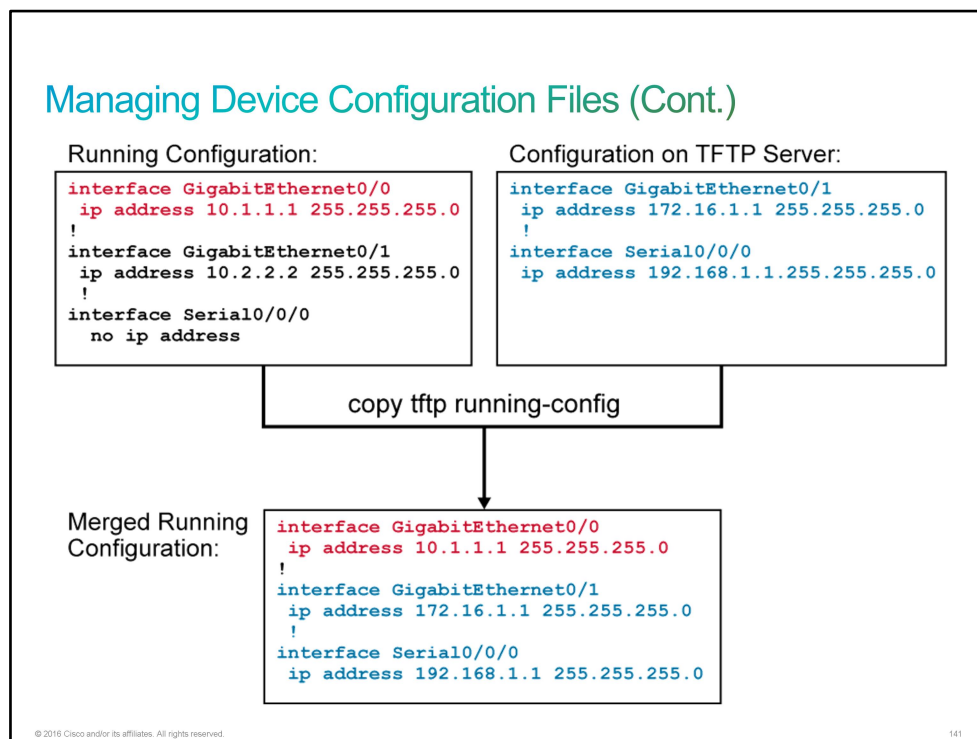 Managing Device Configuration Files (Cont.)
Running Configuration:
interface GigabitEthernet0/0
ip address 10.1.1.1 255.255.255.0
!
interface GigabitEthernet0/1
ip address 10.2.2.2 255.255.255.0
!
interface Serial0/0/0
no ip address
Configuration on TFTP Server:
interface GigabitEthernet0/1
ip address 172.16.1.1 255.255.255.0
!
interface Serial0/0/0
ip address 192.168.1.1.255.255.255.0
copy tftp running-config
Merged Running
Configuration:
interface GigabitEthernet0/0
ip address 10.1.1.1 255.255.255.0
!
interface GigabitEthernet0/1
ip address 172.16.1.1 255.255.255.0
!
interface Serial0/0/0
ip address 192.168.1.1 255.255.255.0
© 2016 Cisco and/or its affiliates. All rights reserved.
141